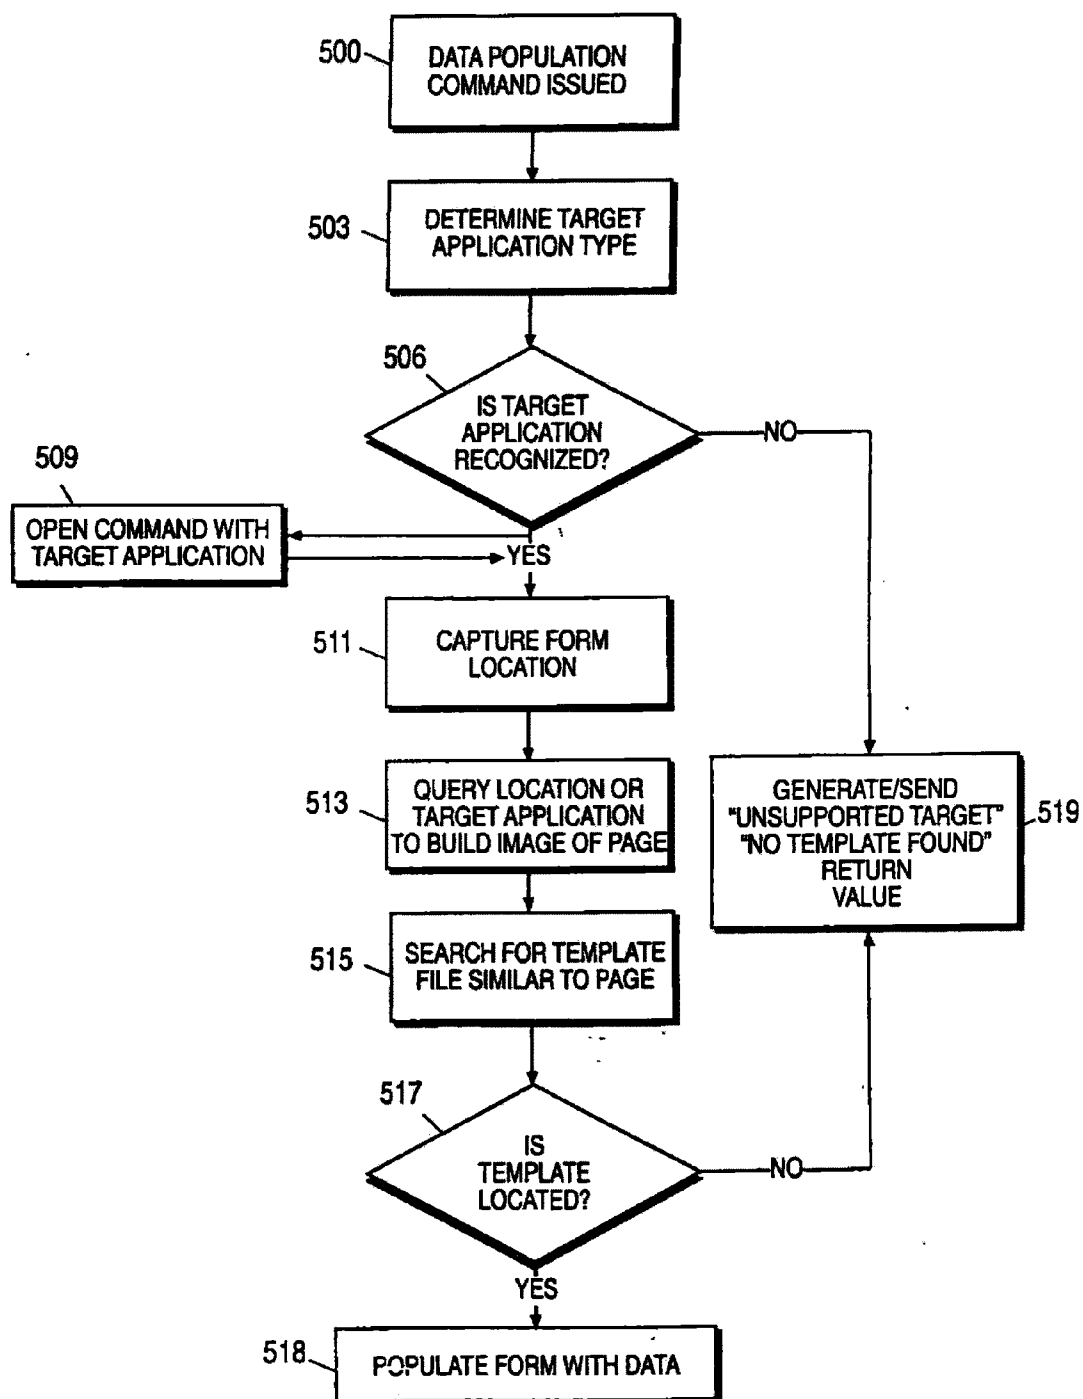 500
DATA POPULATION
COMMAND ISSUED
503
DETERMINE TARGET
APPLICATION TYPE
506
IS TARGET
APPLICATION
RECOGNIZED?
NO
509
OPEN COMMAND WITH
TARGET APPLICATION
YES
511
CAPTURE FORM
LOCATION
513
QUERY LOCATION OR
TARGET APPLICATION
TO BUILD IMAGE OF PAGE
GENERATE/SEND
"UNSUPPORTED TARGET"
"NO TEMPLATE FOUND"
RETURN
VALUE
519
515
SEARCH FOR TEMPLATE
FILE SIMILAR TO PAGE
517
IS
TEMPLATE
LOCATED?
NO
YES
518
POPULATE FORM WITH DATA